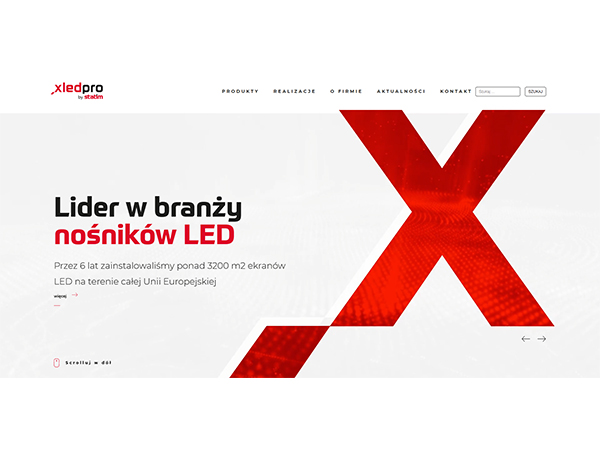 xledpro
by statim
PRODUKTY REALIZACJE O FIRMIE AKTUALNOŚCI KONTAKT Szukaj... SZUKAJ
Lider w branży
nośników LED
Przez 6 lat zainstalowaliśmy ponad 3200 m2 ekranów
LED na terenie całej Unii Europejskiej
więcej
Scrolluj w dół